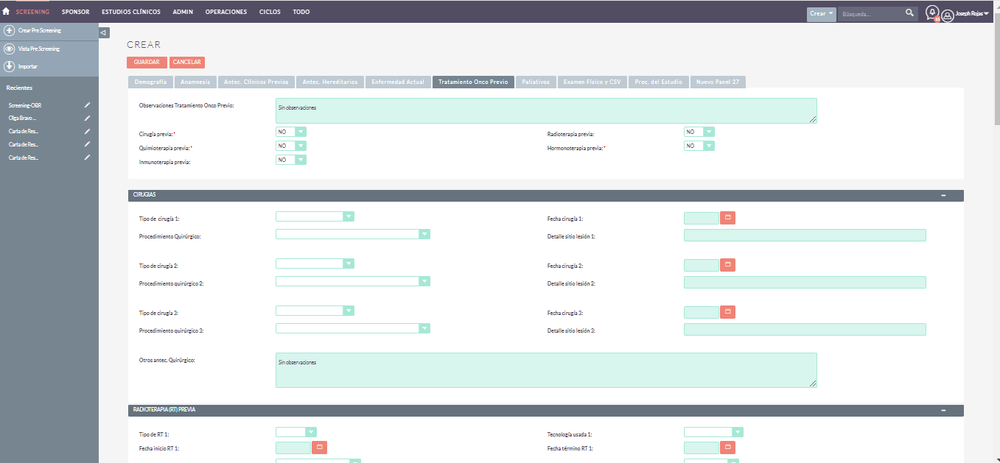 SCREENING SPONSOR ESTUDIOS CLÍNICOS ADMIN OPERACIONES CICLOS TODO Crear Búsqueda... Joseph Rojas
Crear Pre Screening
Vista Pre Screening
Importar
Recientes
Screening-OBR
Olga Bravo ...
Carta de Res...
Carta de Res...
Carta de Res...
CREAR
GUARDAR CANCELAR
Demografía Anamnesis Antec. Clínicos Previos Antec. Hereditarios Enfermedad Actual Tratamiento Onco Previo Paliativos Examen Físico y CSV Proc. del Estudio Nuevo Panel 27
Observaciones Tratamiento Onco Previo: Sin observaciones
Cirugía previa:* NO Radioterapia previa: NO
Quimioterapia previa:* NO Hormonoterapia previa:* NO
Inmunoterapia previa: NO
CIRUGIAS
Tipo de cirugía 1: Fecha cirugía 1:
Procedimiento Quirúrgico: Detalle sitio lesión 1:
Tipo de cirugía 2: Fecha cirugía 2:
Procedimiento quirúrgico 2: Detalle sitio lesión 2:
Tipo de cirugía 3: Fecha cirugía 3:
Procedimiento quirúrgico 3: Detalle sitio lesión 3:
Otros antec. Quirúrgico: Sin observaciones
RADIOTERAPIA (RT) PREVIA
Tipo de RT 1: Tecnología usada 1:
Fecha inicio RT 1: Fecha término RT 1: